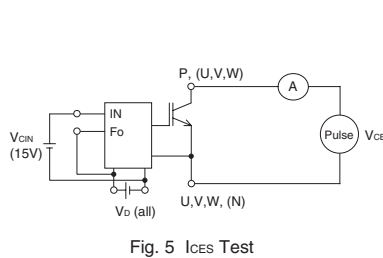 P, (U,V,W)
A
IN
Fo
VCIN
(15V)
Pulse
VCE
VD (all)
U,V,W, (N)
Fig. 5 ICES Test